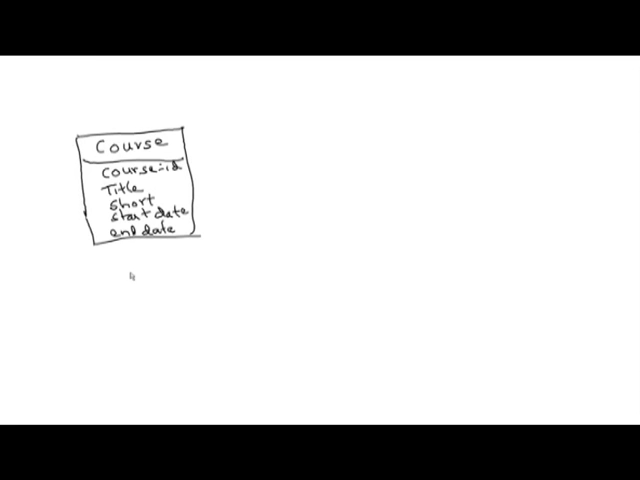 Course
Course-id
Title
short
start date
end date